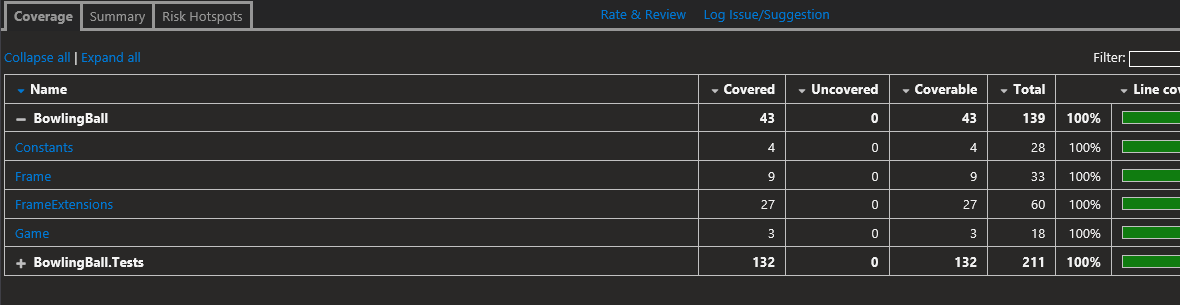 Coverage Summary Risk Hotspots Rate & Review Log Issue/Suggestion
Collapse all | Expand all Filter:
Name Covered Uncovered Coverable Total Line cov
BowlingBall 43 0 43 139 100%
Constants 4 0 4 28 100%
Frame 9 0 9 33 100%
FrameExtensions 27 0 27 60 100%
Game 3 0 3 18 100%
BowlingBall.Tests 132 0 132 211 100%